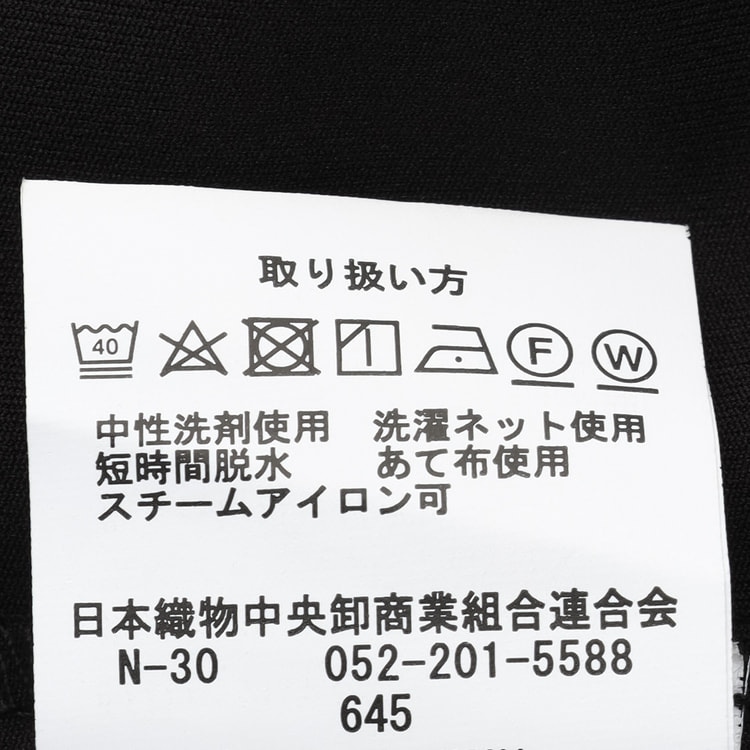 取り扱い方
40 F W
中性洗剤使用 洗濯ネット使用
短時間脱水 あて布使用
スチームアイロン可
日本織物中央卸商業組合連合会
N-30 052-201-5588
645